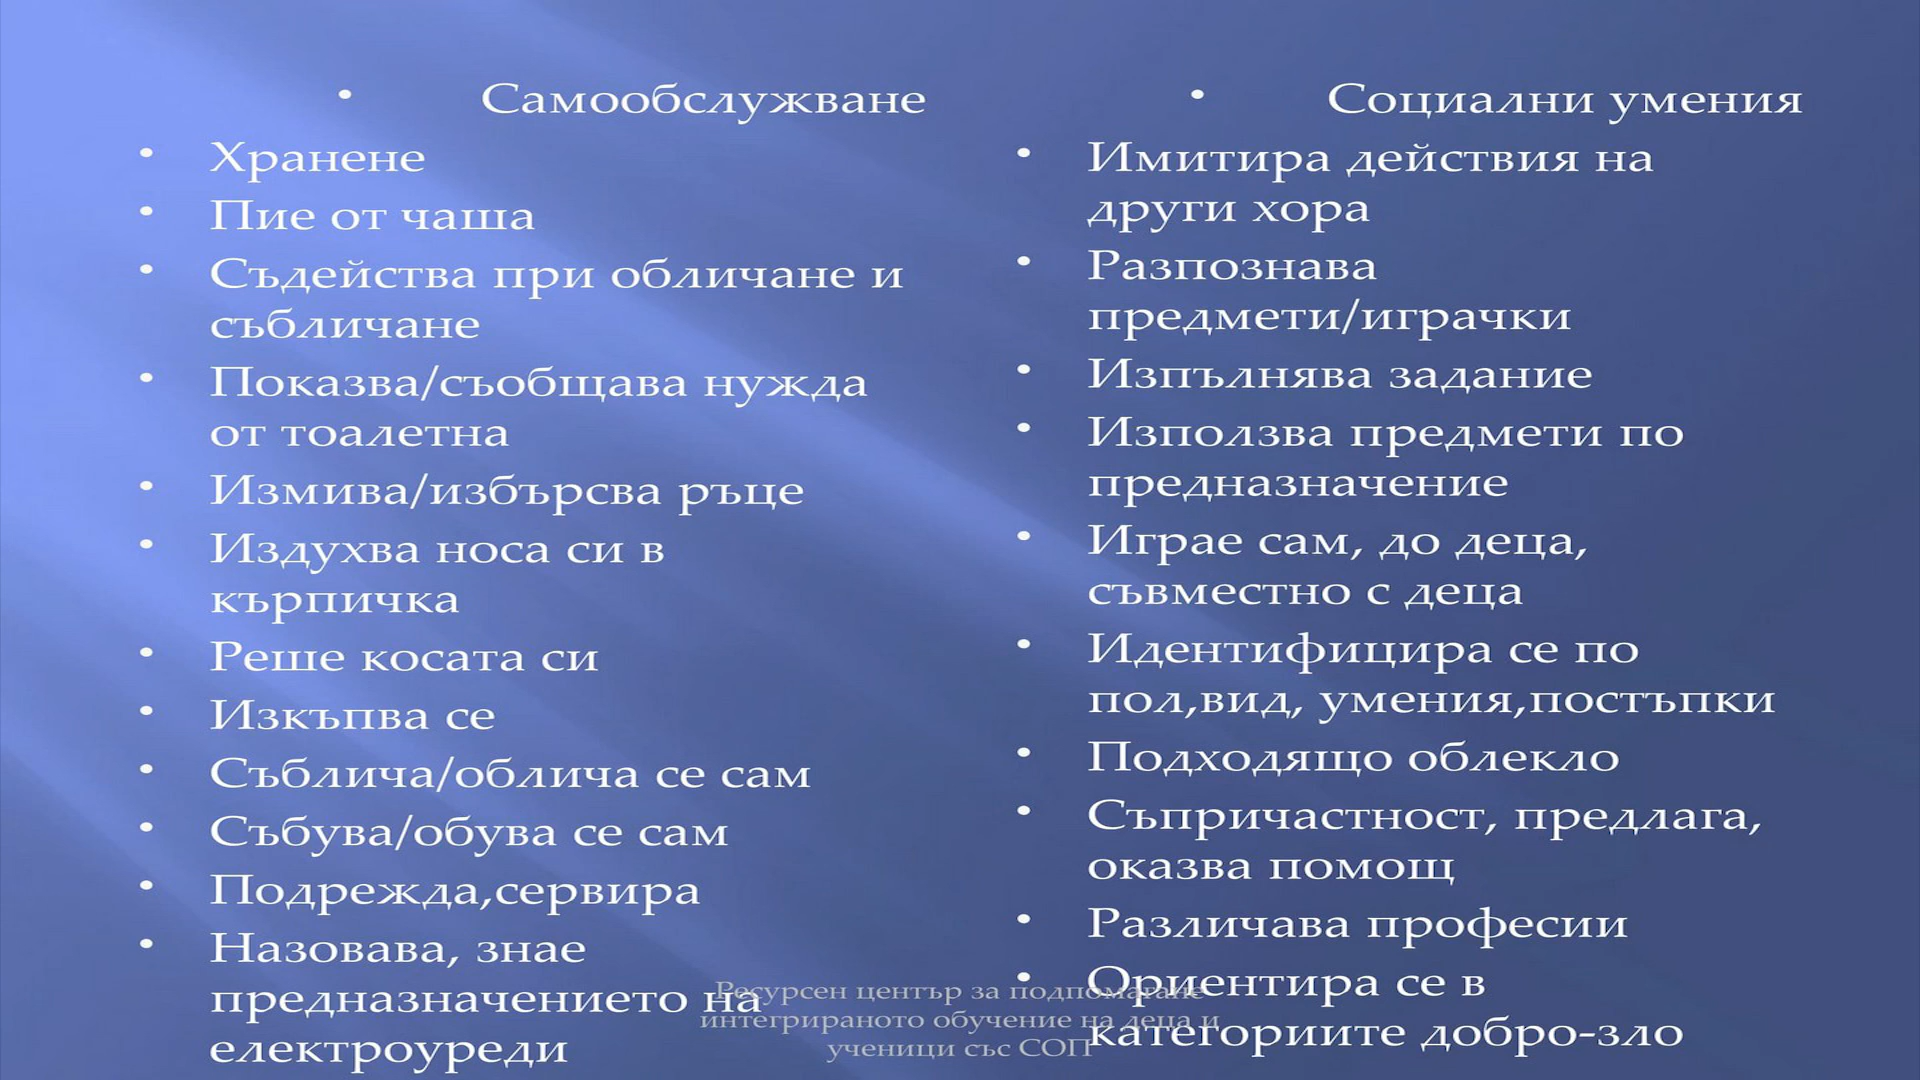 Самообслужване
Хранене
Пие от чаша
Съдейства при обличане и
събличане
Показва/съобщава нужда
от тоалетна
Измива/избърсва ръце
Издухва носа си в
кърпичка
Реше косата си
Изкъпва се
Съблича/облича се сам
Събува/обува се сам
Подрежда,сервира
Назовава, знае
предназначението на
електроуреди
Социални умения
Имитира действия на
други хора
Разпознава
предмети/играчки
Изпълнява задание
Използва предмети по
предназначение
Играе сам, до деца,
съвместно с деца
Идентифицира се по
пол,вид, умения,постъпки
Подходящо облекло
Съпричастност, предлага,
оказва помощ
Различава професии
Ориентира се в
категориите добро-зло
Ресурсен център за подпомагане
интегрираното обучение на деца и
ученици със СОП